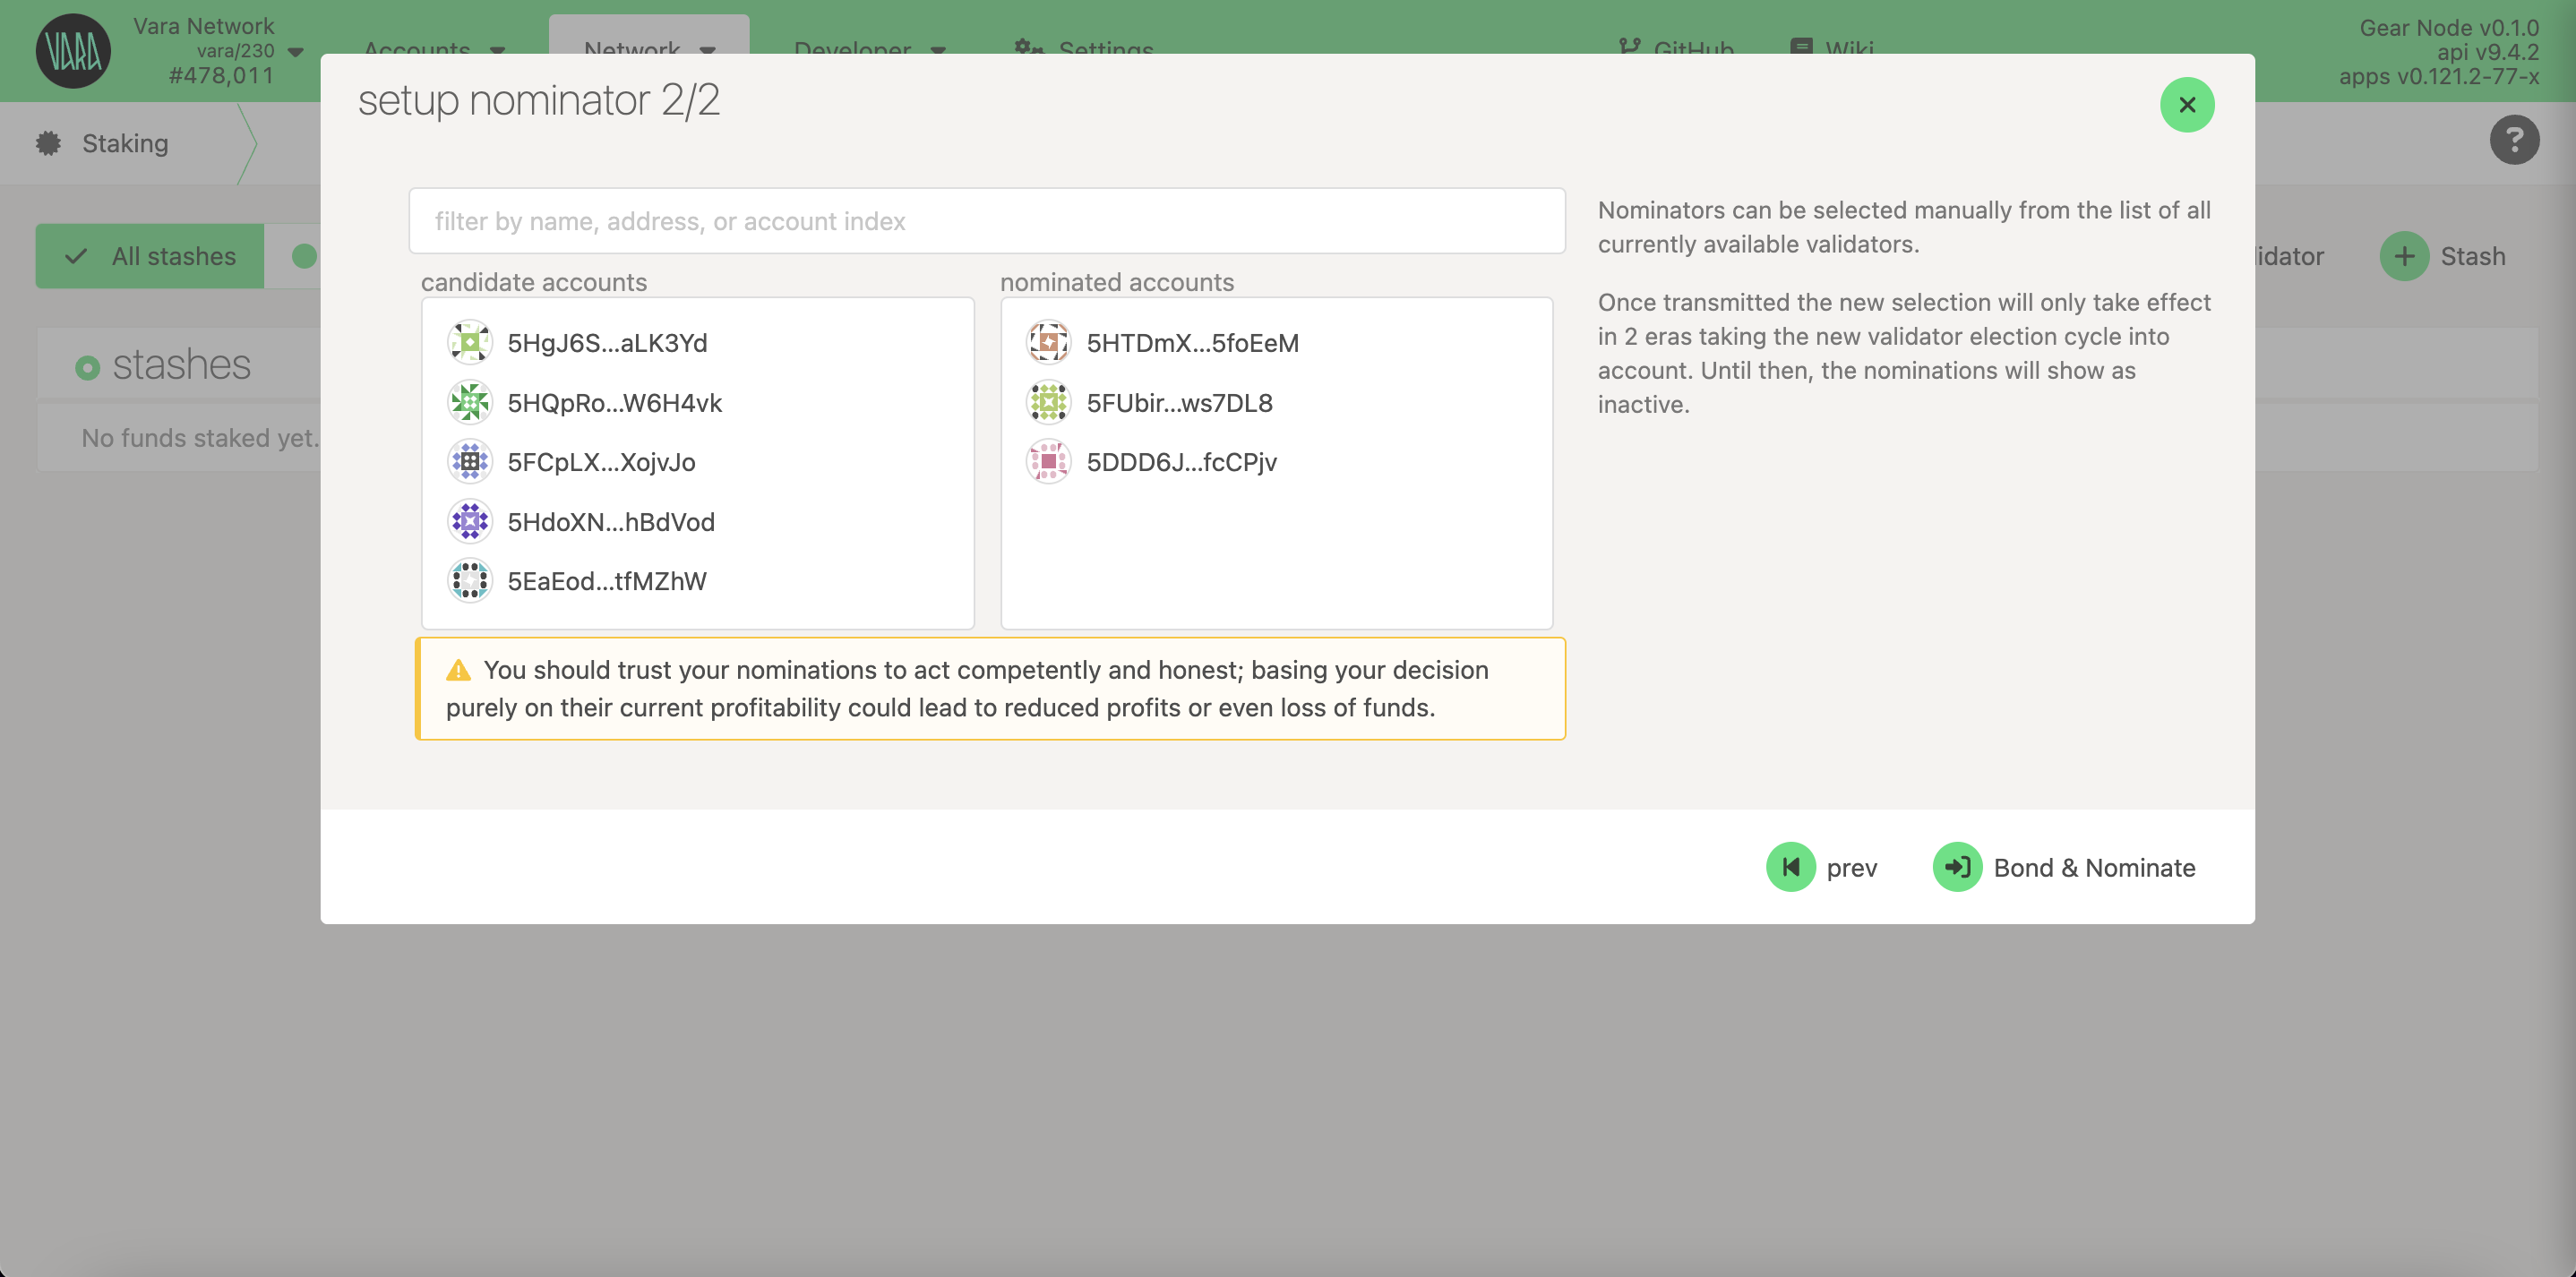 VARA
Vara Network
vara/230
#478,011
Accounts
Network
Developer
Settings
GitHub
Wiki
Gear Node v0.1.0
api v9.4.2
apps v0.121.2-77-x
Staking
?
All stashes
idator
Stash
stashes
No funds staked yet.
setup nominator 2/2
filter by name, address, or account index
candidate accounts
5HgJ6S...aLK3Yd
5HQpRo...W6H4vk
5FCpLX...XojvJo
5HdoXN...hBdVod
5EaEod...tfMZhW
nominated accounts
5HTDmX...5foEeM
5FUbir...ws7DL8
5DDD6J...fcCPjv
You should trust your nominations to act competently and honest; basing your decision
purely on their current profitability could lead to reduced profits or even loss of funds.
Nominators can be selected manually from the list of all
currently available validators.
Once transmitted the new selection will only take effect
in 2 eras taking the new validator election cycle into
account. Until then, the nominations will show as
inactive.
prev
Bond & Nominate